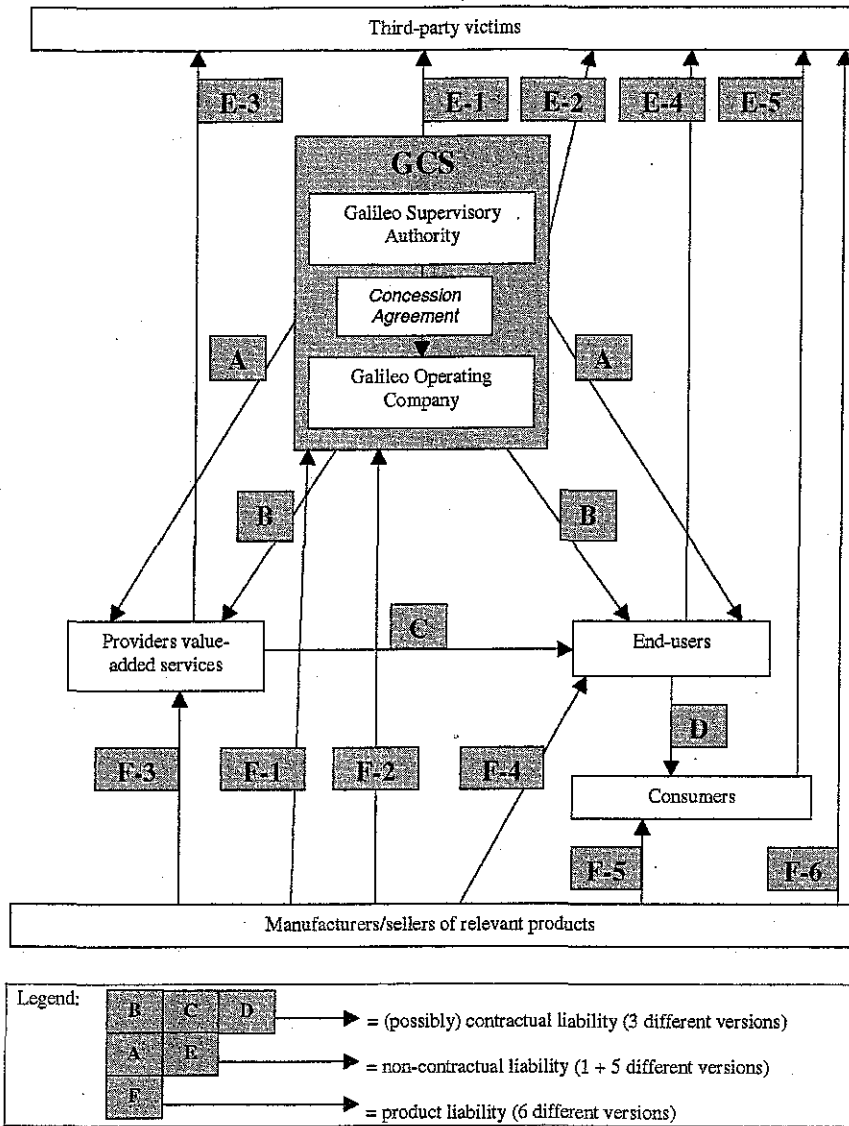 Third-party victims
E-3
E-1
E-2
E-4
E-5
GCS
Galileo Supervisory
Authority
Concession
Agreement
A
A
Galileo Operating
Company
B
B
C
Providers value-
added services
End-users
D
F-3
F-1
F-2
F-4
Consumers
F-5
F-6
Manufacturers/sellers of relevant products
Legend:
B C D = (possibly) contractual liability (3 different versions)
A E = non-contractual liability (1 + 5 different versions)
F = product liability (6 different versions)